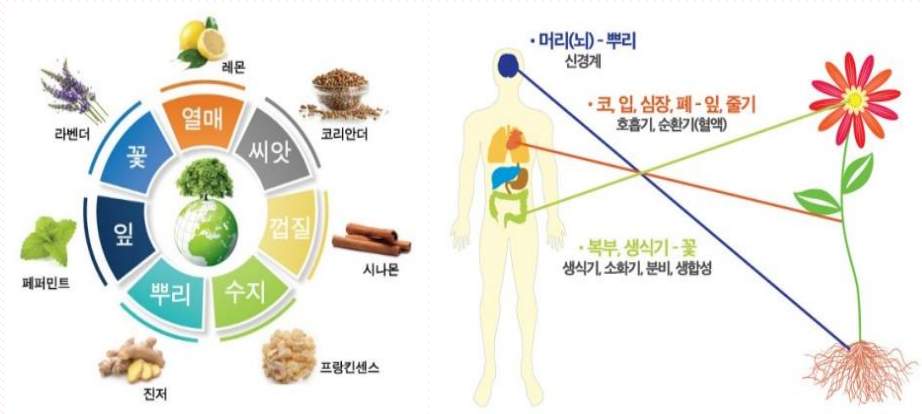 레몬
라벤더
코리안더
열매
꽃
씨앗
잎
껍질
뿌리
수지
페퍼민트
시나몬
진저
프랑킨센스
• 머리(뇌) - 뿌리
신경계
• 코, 입, 심장, 폐 - 잎, 줄기
호흡기, 순환기(혈액)
• 복부, 생식기 - 꽃
생식기, 소화기, 분비, 생합성